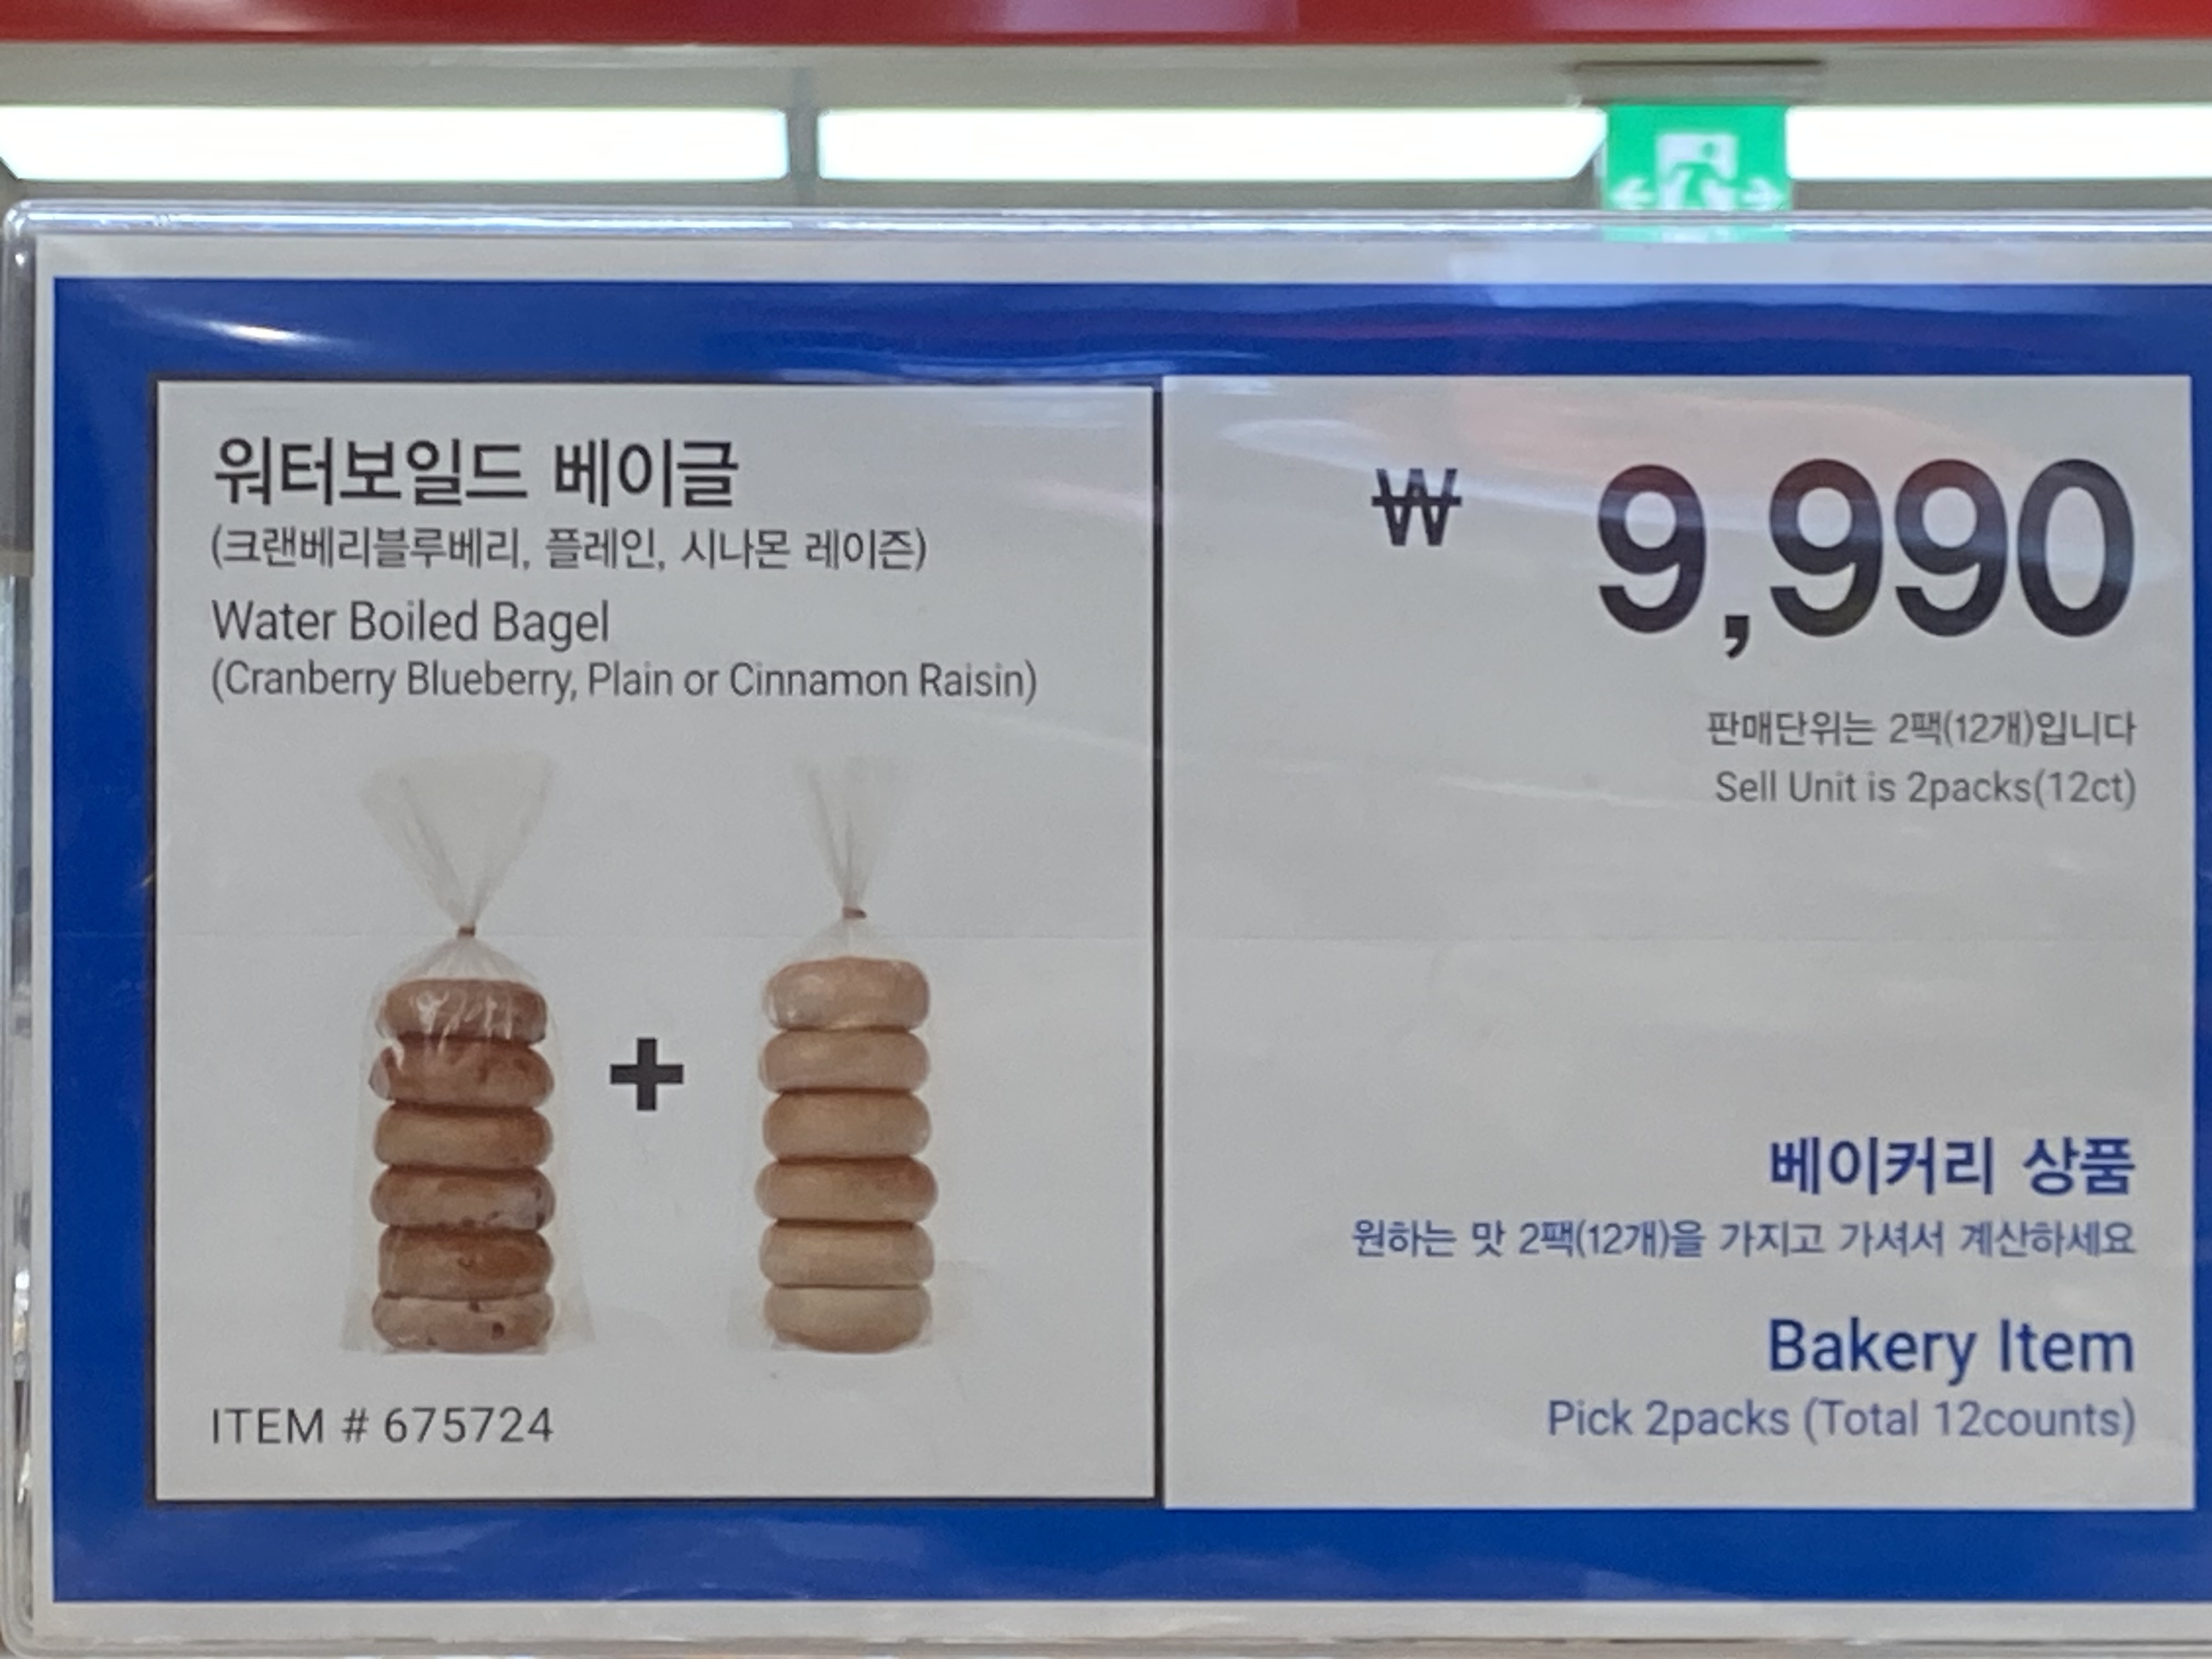 워터보일드 베이글
(크랜베리블루베리, 플레인, 시나몬 레이즌)
Water Boiled Bagel
(Cranberry Blueberry, Plain or Cinnamon Raisin)
+
ITEM # 675724
₩ 9,990
판매단위는 2팩(12개)입니다
Sell Unit is 2packs(12ct)
베이커리 상품
원하는 맛 2팩(12개)을 가지고 가셔서 계산하세요
Bakery Item
Pick 2packs (Total 12counts)